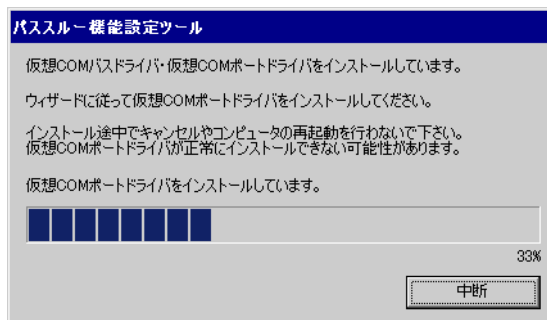 パススルー機能設定ツール
仮想COMバスドライバ・仮想COMポートドライバをインストールしています。
ウィザードに従って仮想COMポートドライバをインストールしてください。
インストール途中でキャンセルやコンピュータの再起動を行わないで下さい。
仮想COMポートドライバが正常にインストールできない可能性があります。
仮想COMポートドライバをインストールしています。
33%
中断